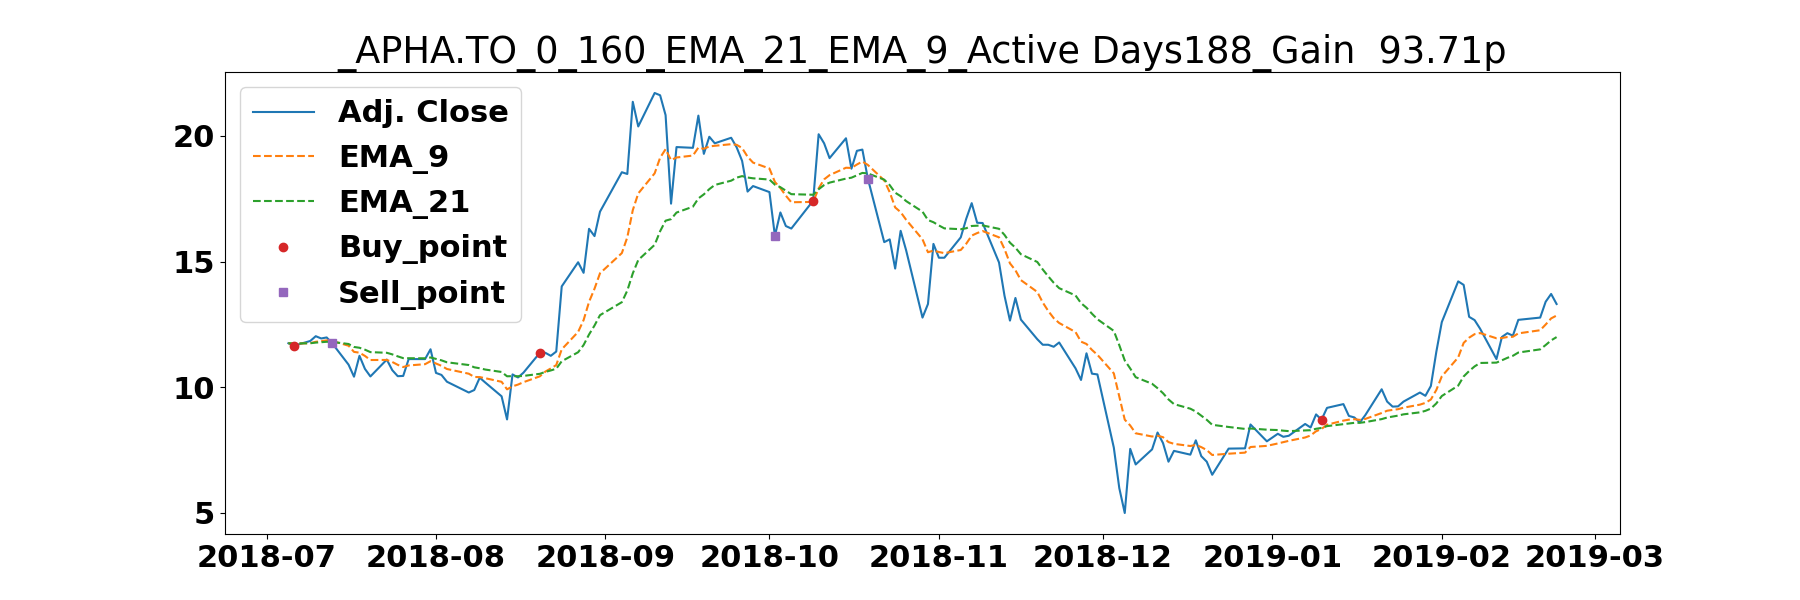 _APHA.TO_0_160_EMA_21_EMA_9_Active Days188_Gain  93.71p
Adj. Close
EMA_9
EMA_21
Buy_point
Sell_point
20
15
10
5
2018-07 2018-08 2018-09 2018-10 2018-11 2018-12 2019-01 2019-02 2019-03